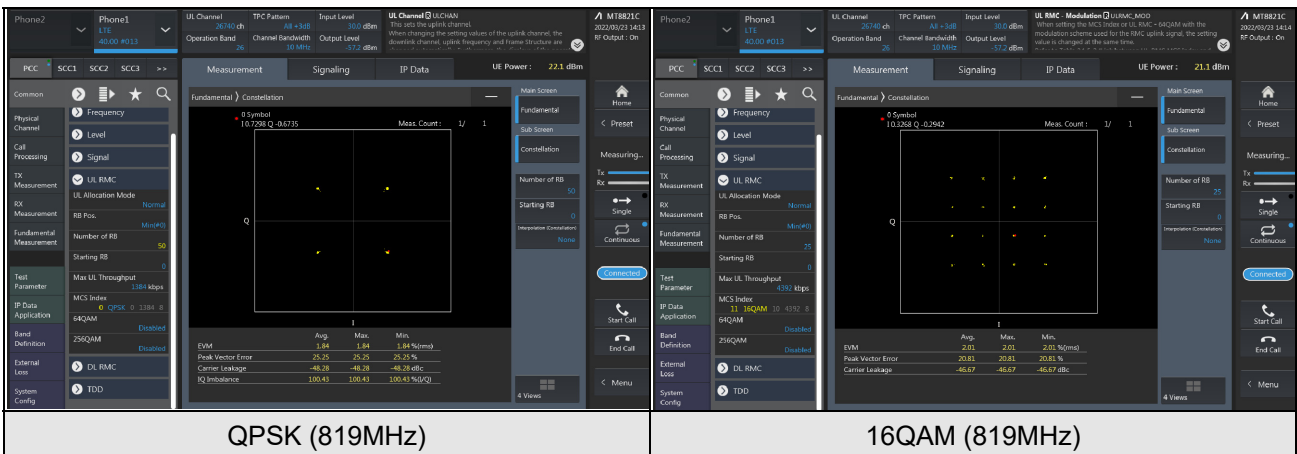 Phone2
Phone1
LTE
40.00 #013
UL Channel
26740 ch
TPC Pattern
All +3dB
Input Level
30.0 dBm
Operation Band
26
Channel Bandwidth
10 MHz
Output Level
-57.2 dBm
UL Channel ULCHAN
This sets the uplink channel.
When changing the setting values of the uplink channel, the
downlink channel, uplink frequency and Frame Structure are
MT8821C
2022/03/23 14:13
RF Output : On
PCC
SCC1
SCC2
SCC3
>>
Measurement
Signaling
IP Data
UE Power : 22.1 dBm
Common
Physical
Channel
Call
Processing
TX
Measurement
RX
Measurement
Fundamental
Measurement
Test
Parameter
IP Data
Application
Band
Definition
External
Loss
System
Config
Frequency
Level
Signal
UL RMC
UL Allocation Mode
Normal
RB Pos.
Min(#0)
Number of RB
50
Starting RB
0
Max UL Throughput
1384 kbps
MCS Index
0 QPSK 0 1384 8
64QAM
Disabled
256QAM
Disabled
DL RMC
TDD
Fundamental > Constellation
0 Symbol
I 0.7298 Q -0.6735
Meas. Count : 1/ 1
Q
I
Avg. Max. Min.
EVM 1.84 1.84 1.84 %(rms)
Peak Vector Error 25.25 25.25 25.25 %
Carrier Leakage -48.28 -48.28 -48.28 dBc
IQ Imbalance 100.43 100.43 100.43 %(I/Q)
Main Screen
Fundamental
Sub Screen
Constellation
Number of RB
50
Starting RB
0
Interpolation (Constellation)
None
4 Views
Home
< Preset
Measuring...
Tx
Rx
Single
Continuous
Connected
Start Call
End Call
< Menu
QPSK (819MHz)
Phone2
Phone1
LTE
40.00 #013
UL Channel
26740 ch
TPC Pattern
All +3dB
Input Level
30.0 dBm
Operation Band
26
Channel Bandwidth
10 MHz
Output Level
-57.2 dBm
UL RMC - Modulation ULRMC_MOD
When setting the MCS Index or UL RMC - 64QAM with the
modulation scheme used for the RMC uplink signal, the setting
value is changed at the same time.
MT8821C
2022/03/23 14:13
RF Output : On
PCC
SCC1
SCC2
SCC3
>>
Measurement
Signaling
IP Data
UE Power : 21.1 dBm
Common
Physical
Channel
Call
Processing
TX
Measurement
RX
Measurement
Fundamental
Measurement
Test
Parameter
IP Data
Application
Band
Definition
External
Loss
System
Config
Frequency
Level
Signal
UL RMC
UL Allocation Mode
Normal
RB Pos.
Min(#0)
Number of RB
25
Starting RB
0
Max UL Throughput
4392 kbps
MCS Index
11 16QAM 10 4392 8
64QAM
Disabled
256QAM
Disabled
DL RMC
TDD
Fundamental > Constellation
0 Symbol
I 0.3268 Q -0.2942
Meas. Count : 1/ 1
Q
I
Avg. Max. Min.
EVM 2.01 2.01 2.01 %(rms)
Peak Vector Error 20.81 20.81 20.81 %
Carrier Leakage -46.67 -46.67 -46.67 dBc
Main Screen
Fundamental
Sub Screen
Constellation
Number of RB
25
Starting RB
0
Interpolation (Constellation)
None
4 Views
Home
< Preset
Measuring...
Tx
Rx
Single
Continuous
Connected
Start Call
End Call
< Menu
16QAM (819MHz)